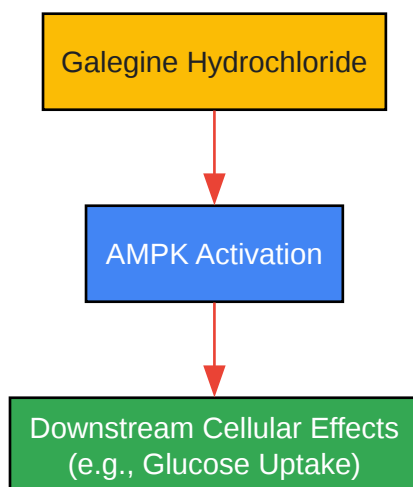 Galegine Hydrochloride
AMPK Activation
Downstream Cellular Effects
(e.g., Glucose Uptake)